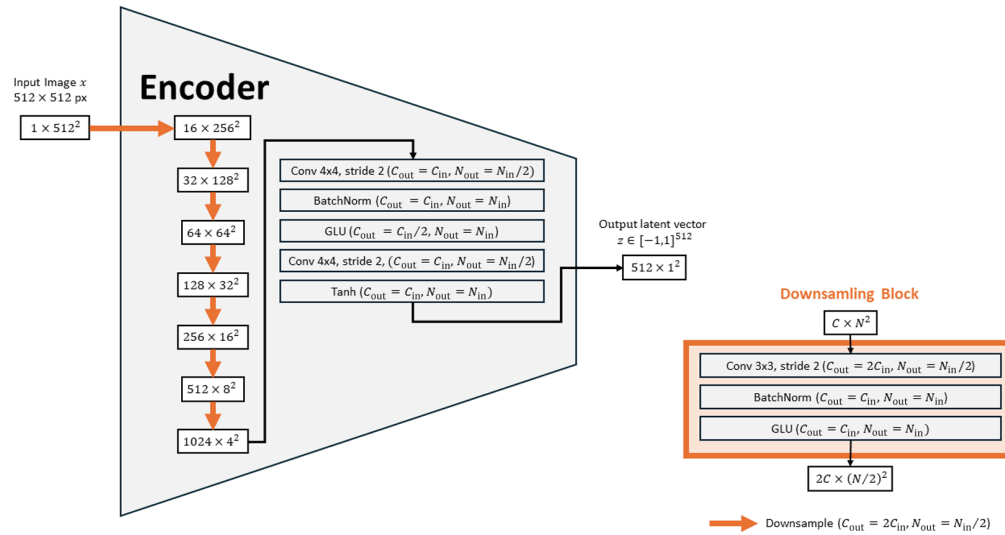 Input Image x
512 × 512 px
1 × 512²
Encoder
16 × 256²
32 × 128²
64 × 64²
128 × 32²
256 × 16²
512 × 8²
1024 × 4²
Conv 4x4, stride 2 (C_out = C_in, N_out = N_in/2)
BatchNorm (C_out = C_in, N_out = N_in)
GLU (C_out = C_in/2, N_out = N_in)
Conv 4x4, stride 2, (C_out = C_in, N_out = N_in/2)
Tanh (C_out = C_in, N_out = N_in)
Output latent vector
z ∈ [−1,1]⁵¹²
512 × 1²
Downsamling Block
C × N²
Conv 3x3, stride 2 (C_out = 2C_in, N_out = N_in/2)
BatchNorm (C_out = C_in, N_out = N_in)
GLU (C_out = C_in, N_out = N_in)
2C × (N/2)²
Downsample (C_out = 2C_in, N_out = N_in/2)